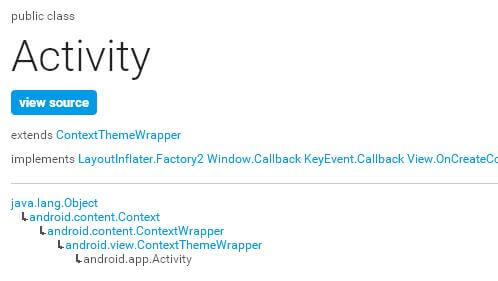 public class
Activity
view source
extends ContextThemeWrapper
implements LayoutInflater.Factory2 Window.Callback KeyEvent.Callback View.OnCreateCo
java.lang.Object
android.content.Context
android.content.ContextWrapper
android.view.ContextThemeWrapper
android.app.Activity